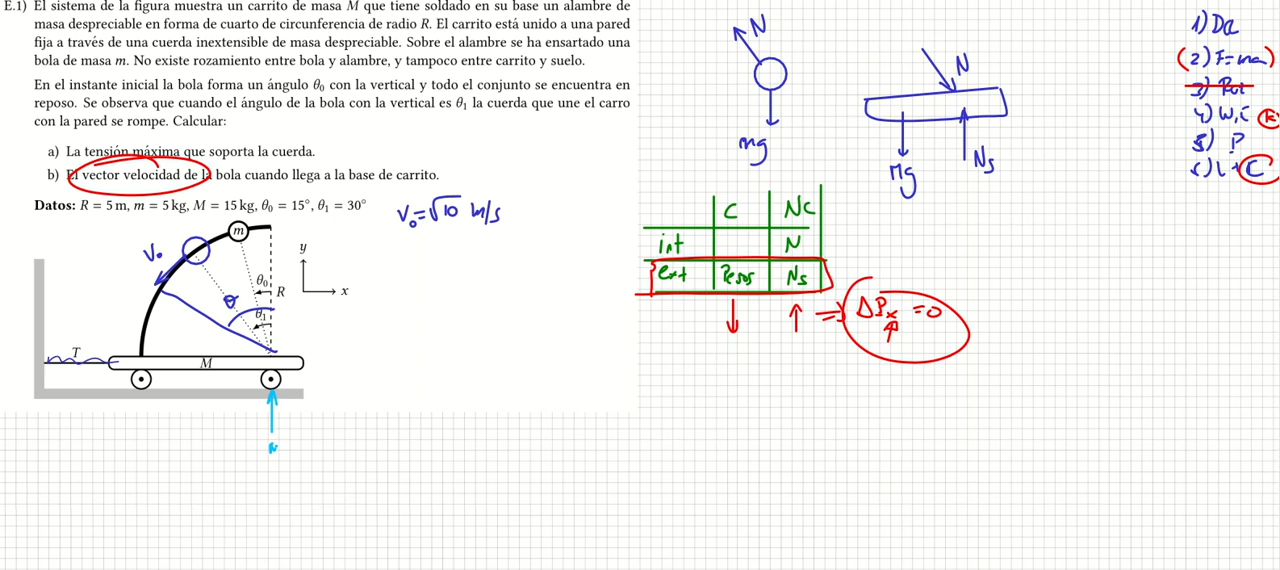 E.1) El sistema de la figura muestra un carrito de masa M que tiene soldado en su base un alambre de
masa despreciable en forma de cuarto de circunferencia de radio R. El carrito está unido a una pared
fija a través de una cuerda inextensible de masa despreciable. Sobre el alambre se ha ensartado una
bola de masa m. No existe rozamiento entre bola y alambre, y tampoco entre carrito y suelo.
En el instante inicial la bola forma un ángulo θ₀ con la vertical y todo el conjunto se encuentra en
reposo. Se observa que cuando el ángulo de la bola con la vertical es θ₁ la cuerda que une el carro
con la pared se rompe. Calcular:
a) La tensión máxima que soporta la cuerda.
b) El vector velocidad de la bola cuando llega a la base de carrito.
Datos: R = 5 m, m = 5 kg, M = 15 kg, θ₀ = 15°, θ₁ = 30°
V₀ = √10 m/s
m
V₀
y
x
θ₀
R
θ
θ₁
T
M
N
N
mg
N
Mg
Ns
C NC
int N
ext Pesos Ns
↓ ↑ ⇒ ΔPx = 0
↑
1) DCL
(2) F=ma)
4) W, E (k)
5) P